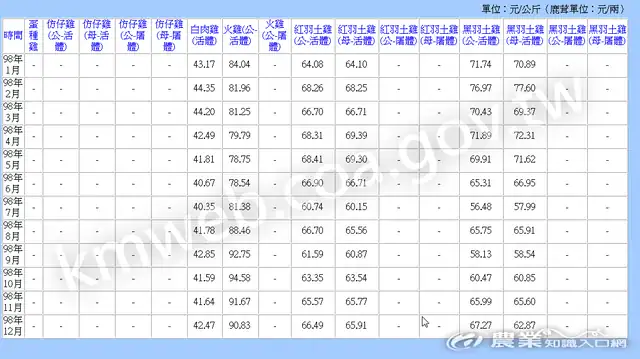 單位：元/公斤（鹿茸單位：元/兩）
時間 蛋種雞 仿仔雞(公-活體) 仿仔雞(母-活體) 仿仔雞(公-屠體) 仿仔雞(母-屠體) 白肉雞(活體) 火雞(公-活體) 火雞(公-屠體) 紅羽土雞(公-活體) 紅羽土雞(母-活體) 紅羽土雞(公-屠體) 紅羽土雞(母-屠體) 黑羽土雞(公-活體) 黑羽土雞(母-活體) 黑羽土雞(公-屠體) 黑羽土雞(母-屠體)
98年1月 - - - - - 43.17 84.04 - 64.08 64.10 - - 71.74 70.89 - -
98年2月 - - - - - 44.35 81.96 - 68.26 68.25 - - 76.97 77.60 - -
98年3月 - - - - - 44.20 81.25 - 66.70 66.71 - - 70.43 69.37 - -
98年4月 - - - - - 42.49 79.79 - 68.31 69.39 - - 71.89 72.31 - -
98年5月 - - - - - 41.81 78.75 - 68.41 69.30 - - 69.91 71.62 - -
98年6月 - - - - - 40.67 78.54 - 66.90 66.71 - - 65.31 66.95 - -
98年7月 - - - - - 40.35 81.38 - 60.74 60.15 - - 56.48 57.99 - -
98年8月 - - - - - 41.78 88.46 - 66.70 65.56 - - 65.75 65.91 - -
98年9月 - - - - - 42.85 92.75 - 61.59 60.87 - - 58.13 58.54 - -
98年10月 - - - - - 41.59 94.58 - 63.35 63.54 - - 60.47 60.85 - -
98年11月 - - - - - 41.64 91.67 - 65.57 65.77 - - 65.99 65.60 - -
98年12月 - - - - - 42.47 90.83 - 66.49 65.91 - - 67.27 62.87 - -
kmweb.coa.gov.tw
農業知識入口網